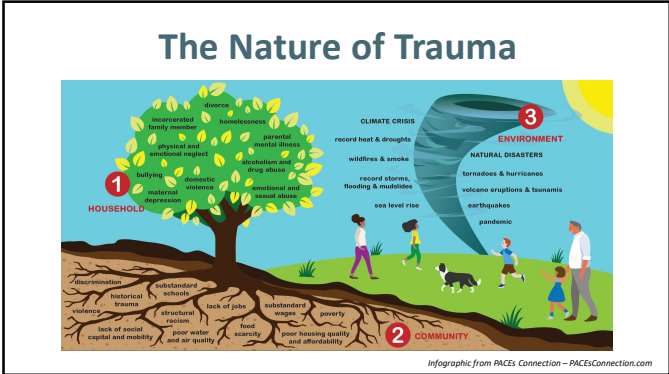 The Nature of Trauma
divorce
incarcerated
family member
homelessness
parental
mental illness
physical and
emotional neglect
alcoholism and
drug abuse
bullying
domestic
violence
maternal
depression
emotional and
sexual abuse
1
HOUSEHOLD
CLIMATE CRISIS
record heat & droughts
wildfires & smoke
record storms,
flooding & mudslides
sea level rise
3
ENVIRONMENT
NATURAL DISASTERS
tornadoes & hurricanes
volcano eruptions & tsunamis
earthquakes
pandemic
discrimination
substandard
schools
historical
trauma
violence
structural
racism
lack of jobs
substandard
wages
poverty
lack of social
capital and mobility
poor water
and air quality
food
scarcity
poor housing quality
and affordability
2
COMMUNITY
Infographic from PACEs Connection – PACEsConnection.com